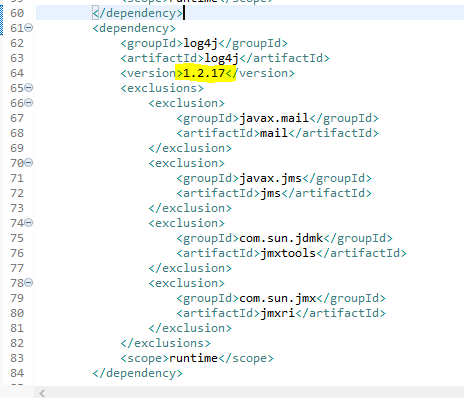 <scope>runtime</scope>
60 </dependency>
61 <dependency>
62 <groupId>log4j</groupId>
63 <artifactId>log4j</artifactId>
64 <version>1.2.17</version>
65 <exclusions>
66 <exclusion>
67 <groupId>javax.mail</groupId>
68 <artifactId>mail</artifactId>
69 </exclusion>
70 <exclusion>
71 <groupId>javax.jms</groupId>
72 <artifactId>jms</artifactId>
73 </exclusion>
74 <exclusion>
75 <groupId>com.sun.jdmk</groupId>
76 <artifactId>jmxtools</artifactId>
77 </exclusion>
78 <exclusion>
79 <groupId>com.sun.jmx</groupId>
80 <artifactId>jmxri</artifactId>
81 </exclusion>
82 </exclusions>
83 <scope>runtime</scope>
84 </dependency>